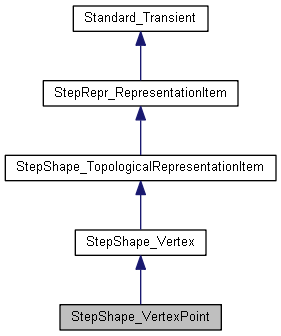 Standard_Transient
StepRepr_RepresentationItem
StepShape_TopologicalRepresentationItem
StepShape_Vertex
StepShape_VertexPoint